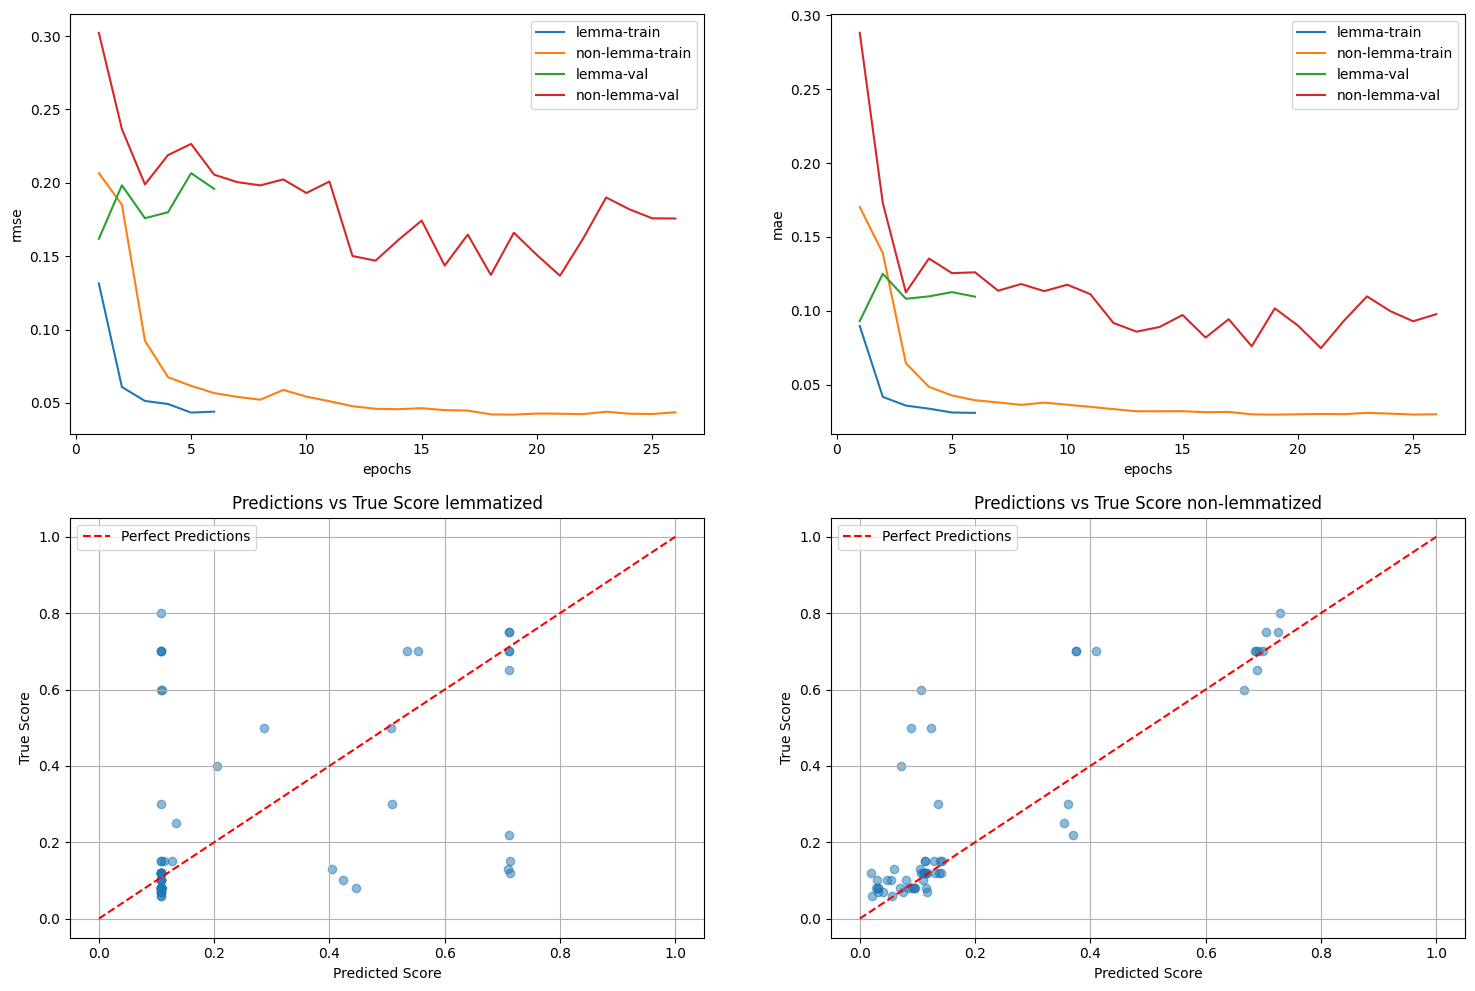 0.30
0.25
0.20
0.15
0.10
0.05
rmse
lemma-train
non-lemma-train
lemma-val
non-lemma-val
0 5 10 15 20 25
epochs
0.30
0.25
0.20
0.15
0.10
0.05
mae
lemma-train
non-lemma-train
lemma-val
non-lemma-val
0 5 10 15 20 25
epochs
Predictions vs True Score lemmatized
Perfect Predictions
1.0
0.8
0.6
0.4
0.2
0.0
True Score
0.0 0.2 0.4 0.6 0.8 1.0
Predicted Score
Predictions vs True Score non-lemmatized
Perfect Predictions
1.0
0.8
0.6
0.4
0.2
0.0
True Score
0.0 0.2 0.4 0.6 0.8 1.0
Predicted Score